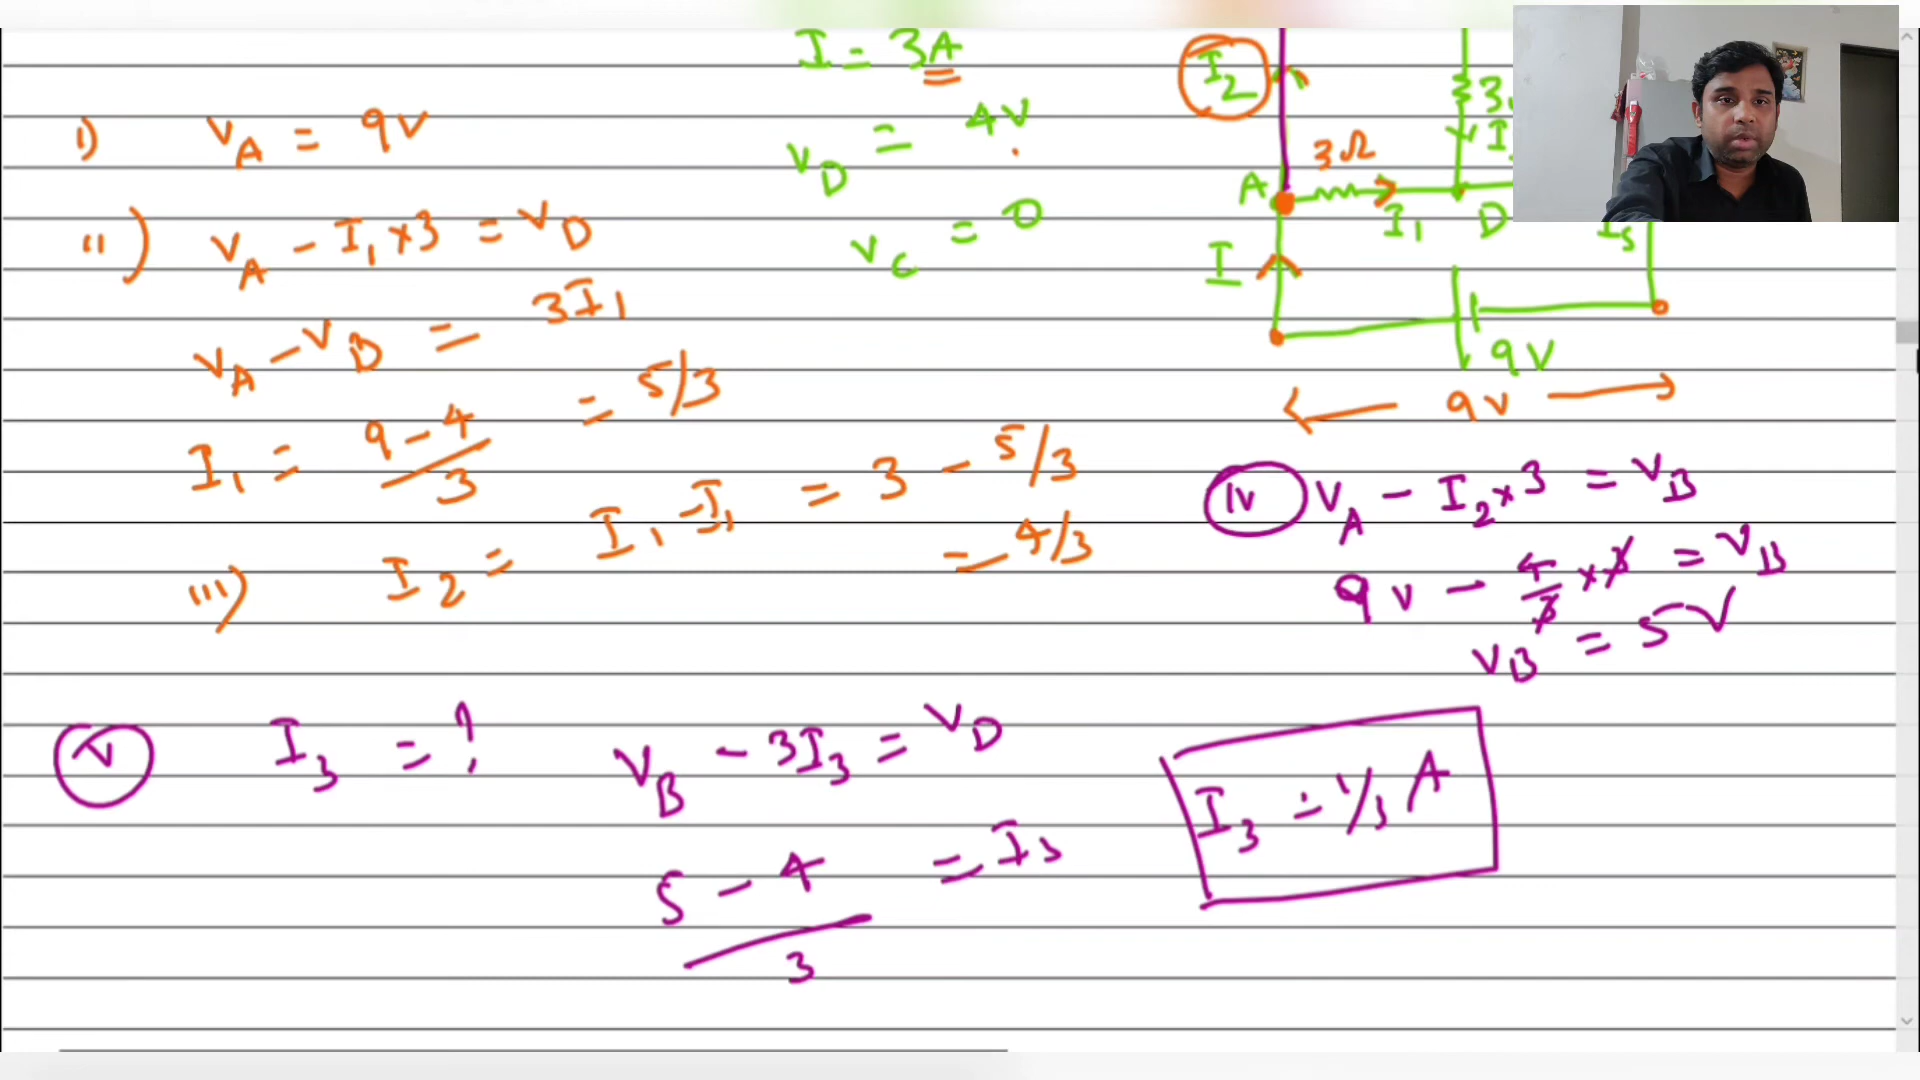 I = 3A
V_D = 4V
V_C = 0
i) V_A = 9V
ii) V_A - I_1 × 3 = V_D
V_A - V_D = 3I_1
I_1 = (9 - 4)/3 = 5/3
iii) I_2 = I_1 - I_1 = 3 - 5/3
= 4/3
I_2
3Ω
A
I_1
D
I
9V
9V
iv V_A - I_2 × 3 = V_B
9V - 4/3 × 3 = V_B
V_B = 5V
v I_3 = ? V_B - 3I_3 = V_D
(5 - 4)/3 = I_3
I_3 = 1/3 A